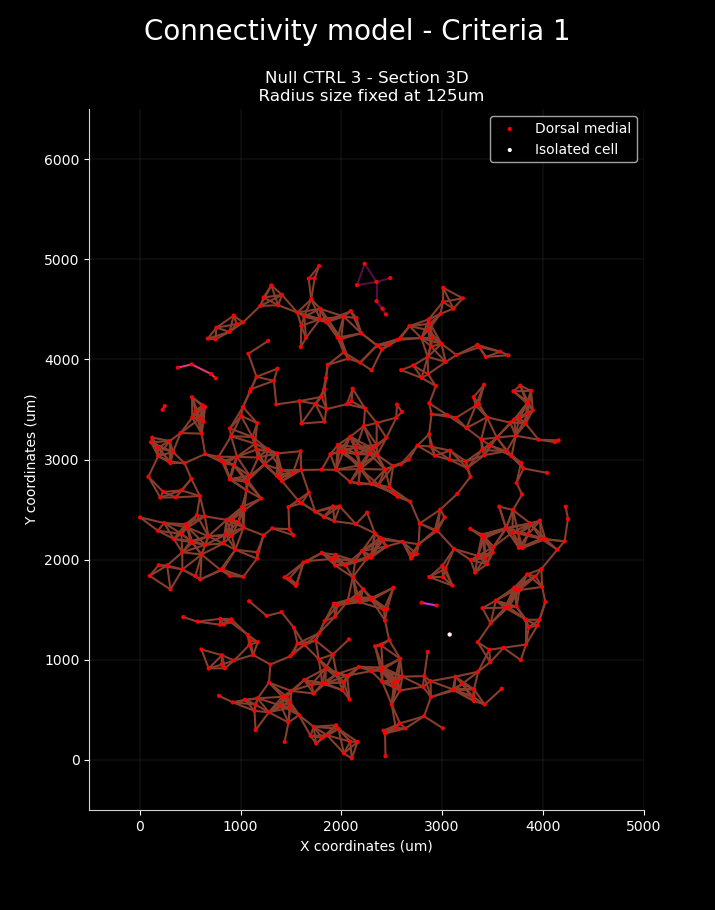 Connectivity model - Criteria 1
Null CTRL 3 - Section 3D
Radius size fixed at 125um
Dorsal medial
Isolated cell
6000
5000
4000
3000
2000
1000
0
Y coordinates (um)
0 1000 2000 3000 4000 5000
X coordinates (um)